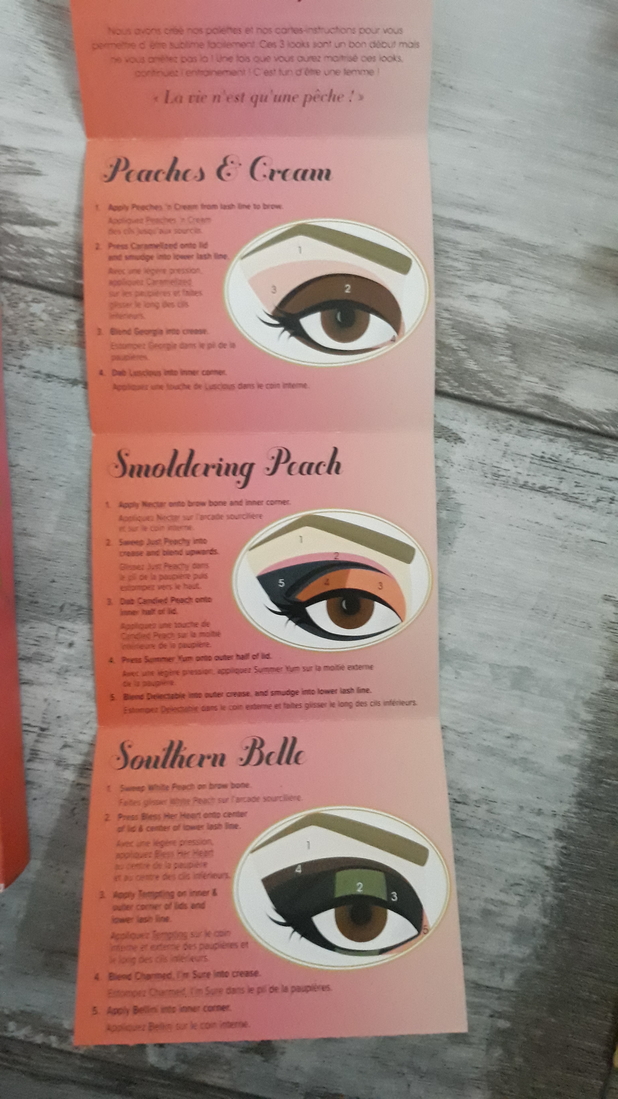 Nous avons créé nos palettes et nos cartes-instructions pour vous
permettre d'être sublime facilement. Ces 3 looks sont un bon début mais
ne vous arrêtez pas là ! Une fois que vous aurez maîtrisé ces looks,
continuez l'entraînement ! C'est fun d'être une femme !
« La vie n'est qu'une pêche ! »
Peaches & Cream
1. Apply Peaches 'n Cream from lash line to brow.
Appliquez Peaches 'n Cream
des cils jusqu'aux sourcils.
2. Press Caramelized onto lid
and smudge into lower lash line.
Avec une légère pression,
appliquez Caramelized
sur les paupières et faites
glisser le long des cils
inférieurs.
3. Blend Georgia into crease.
Estompez Georgia dans le pli de la
paupières.
4. Dab Luscious into inner corner.
Appliquez une touche de Luscious dans le coin interne.
1
2
3
4
Smoldering Peach
1. Apply Nectar onto brow bone and inner corner.
Appliquez Nectar sur l'arcade sourcilière
et sur le coin interne.
2. Sweep Just Peachy into
crease and blend upwards.
Glissez Just Peachy dans
le pli de la paupière puis
estompez vers le haut.
3. Dab Candied Peach onto
inner half of lid.
Appliquez une touche de
Candied Peach sur la moitié
intérieure de la paupière.
4. Press Summer Yum onto outer half of lid.
Avec une légère pression, appliquez Summer Yum sur la moitié externe
de la paupière.
5. Blend Delectable into outer crease, and smudge into lower lash line.
Estompez Delectable dans le coin externe et faites glisser le long des cils inférieurs.
1
2
3
4
5
Southern Belle
1. Sweep White Peach on brow bone.
Faites glisser White Peach sur l'arcade sourcilière.
2. Press Bless Her Heart onto center
of lid & center of lower lash line.
Avec une légère pression,
appliquez Bless Her Heart
au centre de la paupière
et au centre des cils inférieurs.
3. Apply Tempting on inner &
outer corner of lids and
lower lash line.
Appliquez Tempting sur le coin
interne et externe des paupières et
le long des cils inférieurs.
4. Blend Charmed, I'm Sure into crease.
Estompez Charmed, I'm Sure dans le pli de paupières.
5. Apply Bellini into inner corner.
Appliquez Bellini sur le coin interne.
1
2
3
4
5